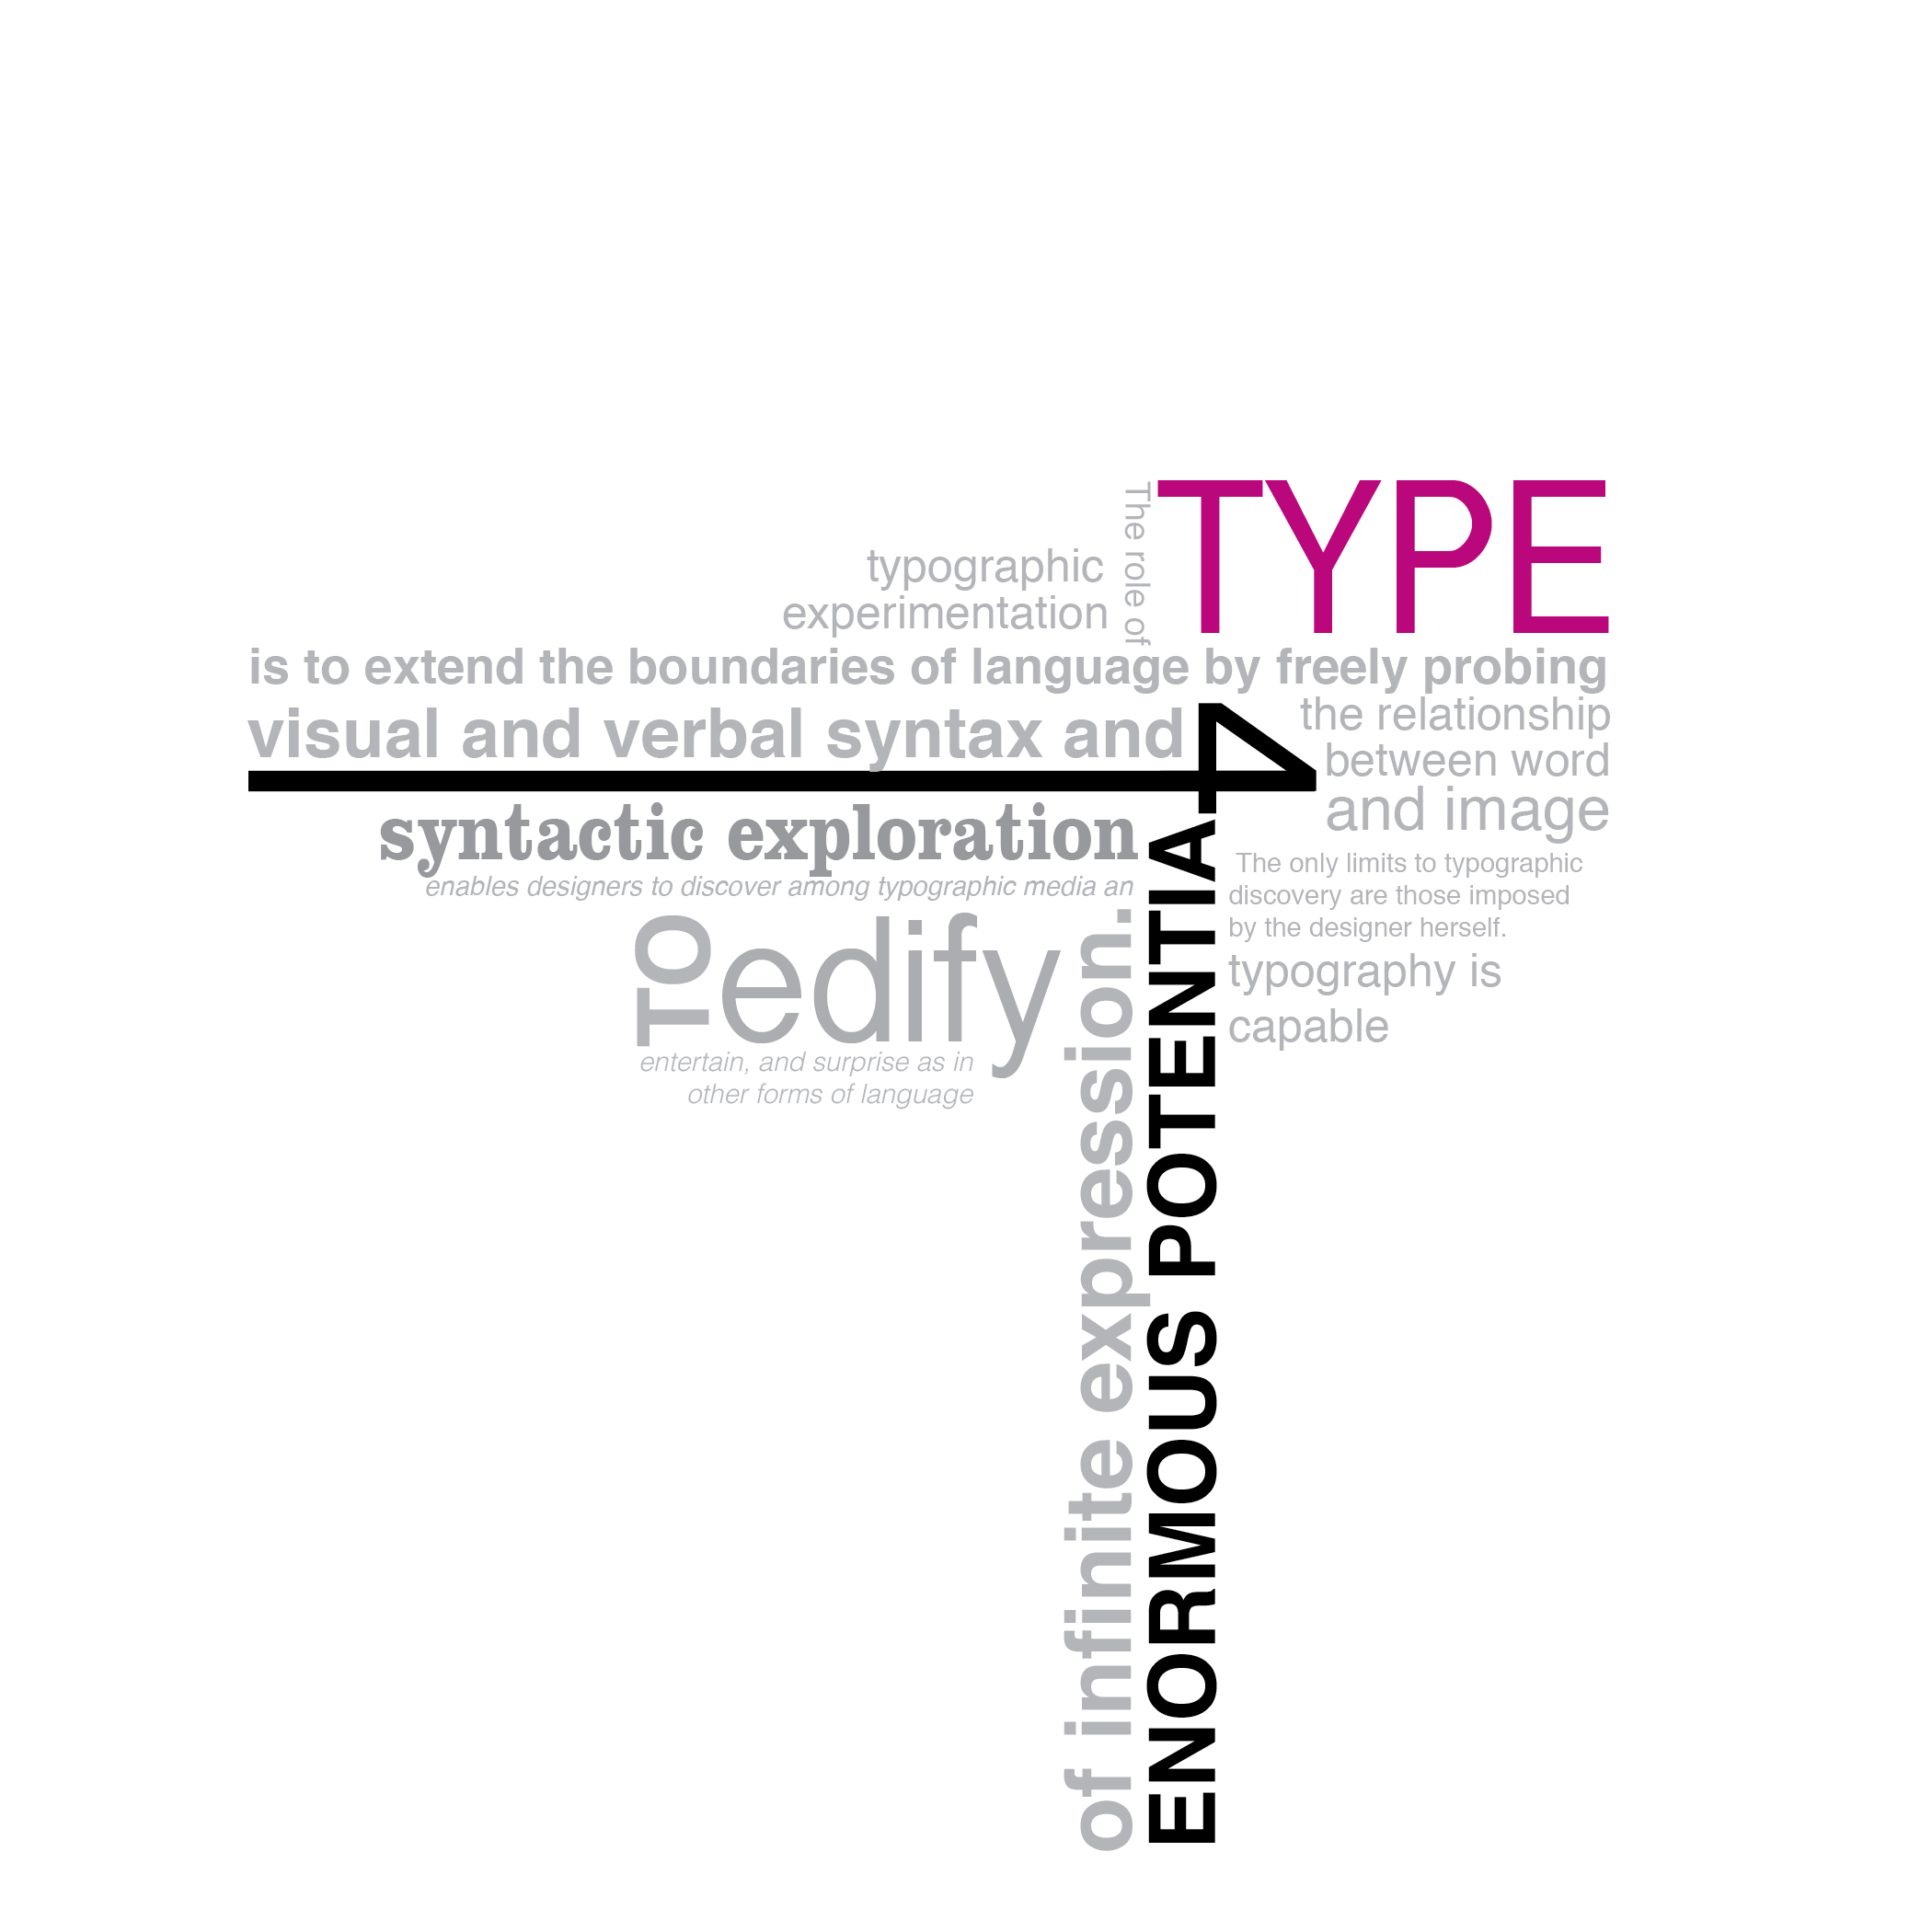 The role of
TYPE
typographic
experimentation
is to extend the boundaries of language by freely probing
visual and verbal syntax and
4
the relationship
between word
and image
syntactic exploration
enables designers to discover among typographic media an
ENORMOUS POTENTIA
TO
edify
entertain, and surprise as in
other forms of language
The only limits to typographic
discovery are those imposed
by the designer herself.
typography is
capable
of infinite expression.